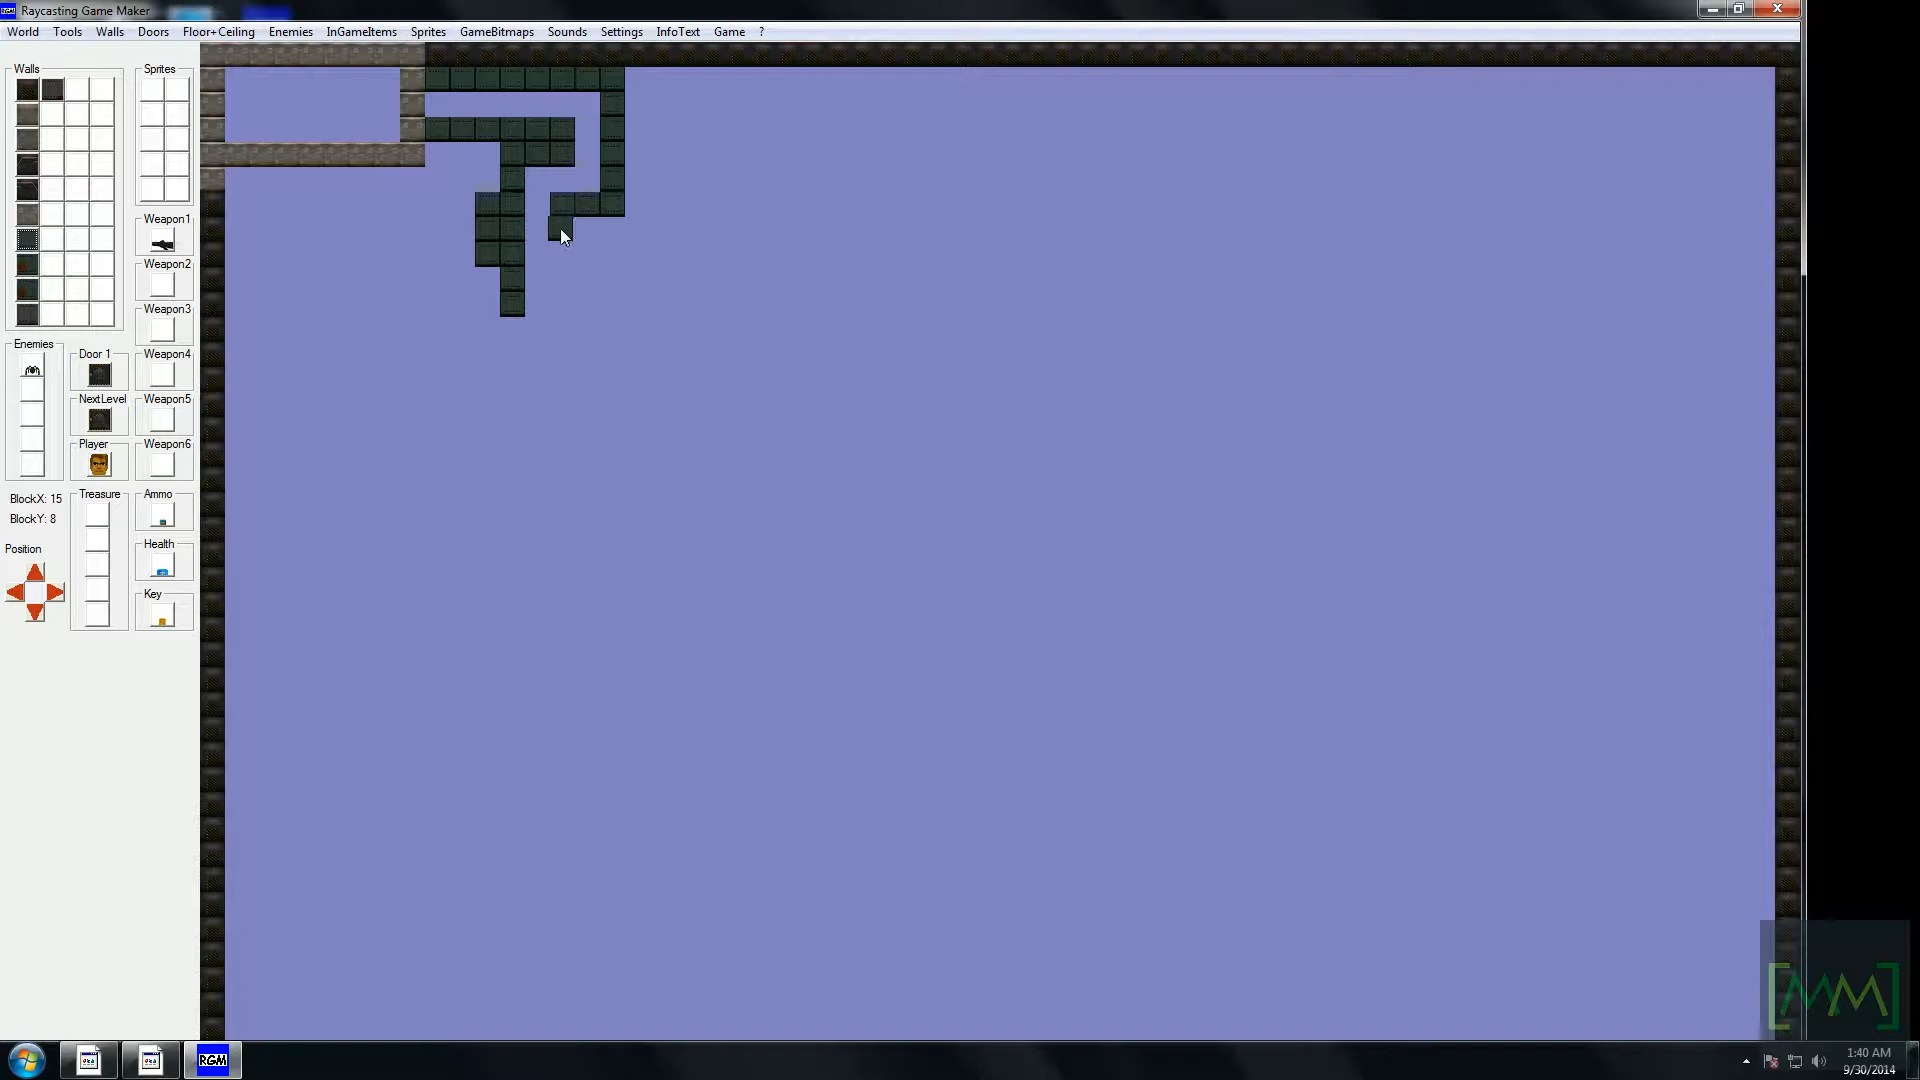 Raycasting Game Maker
World Tools Walls Doors Floor+Ceiling Enemies InGameItems Sprites GameBitmaps Sounds Settings InfoText Game ?
Walls
Sprites
Weapon1
Weapon2
Weapon3
Enemies
Door 1
Weapon4
NextLevel
Weapon5
Player
Weapon6
BlockX: 15
Treasure
Ammo
BlockY: 8
Position
Health
Key
[MM]
RGM
1:40 AM
9/30/2014